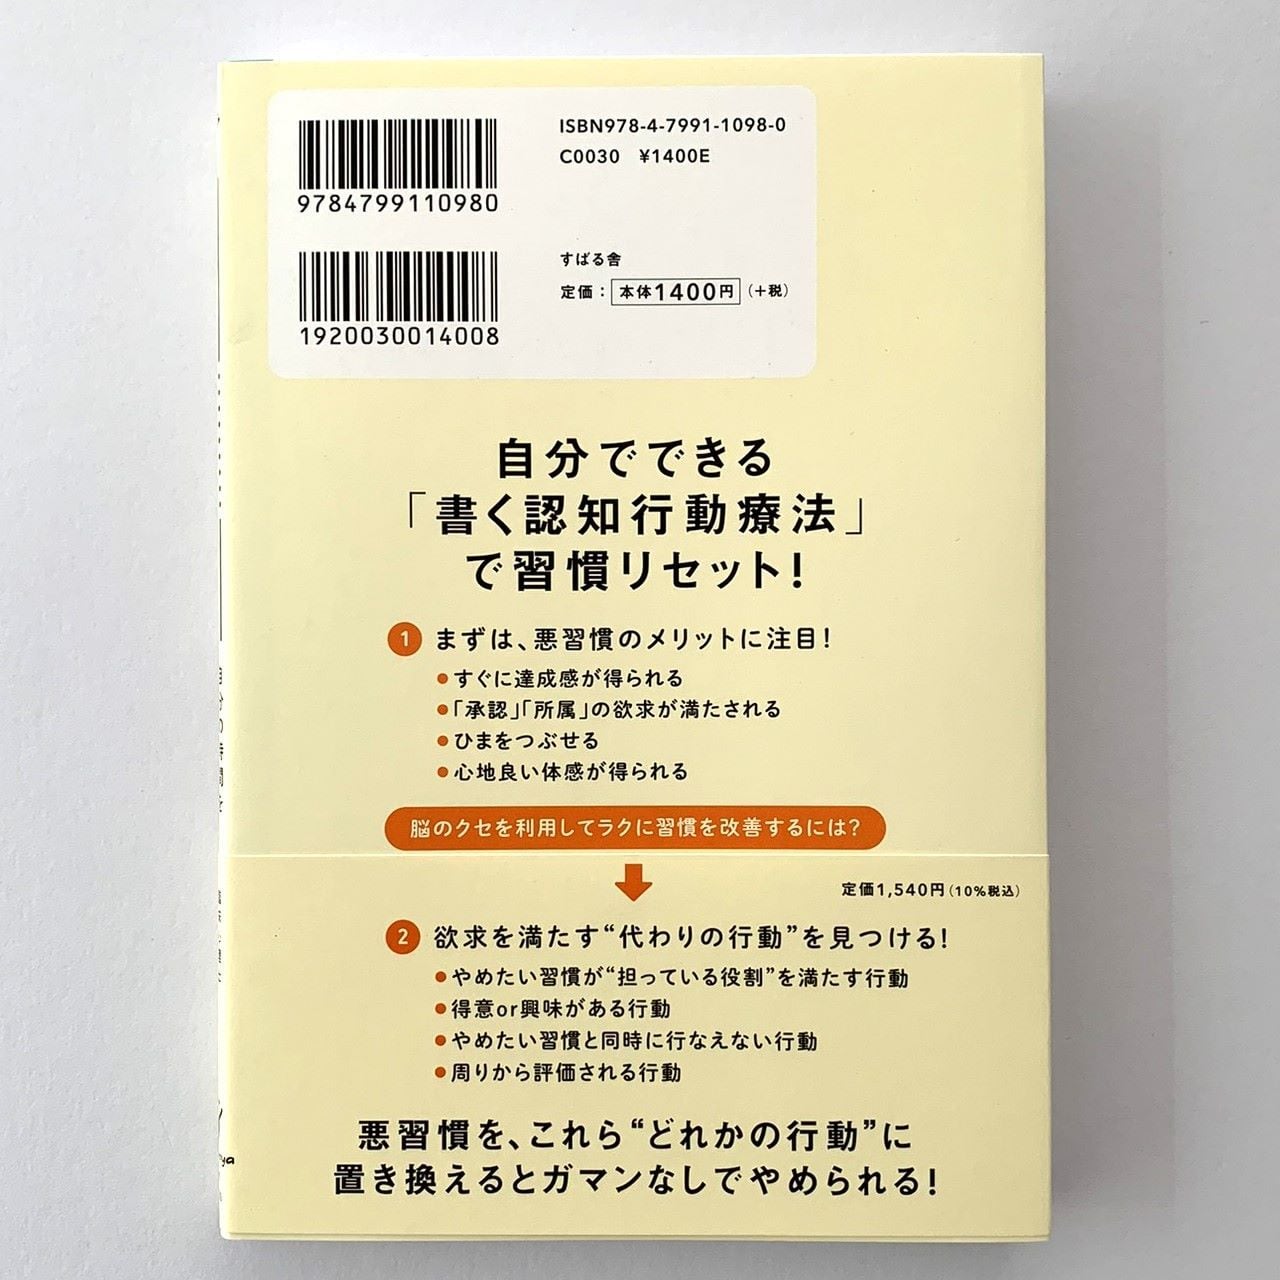 ISBN978-4-7991-1098-0
C0030 ¥1400E
9784799110980
すばる舎
定価：本体1400円（+税）
1920030014008
自分でできる
「書く認知行動療法」
で習慣リセット！
1 まずは、悪習慣のメリットに注目！
●すぐに達成感が得られる
●「承認」「所属」の欲求が満たされる
●ひまをつぶせる
●心地良い体感が得られる
脳のクセを利用してラクに習慣を改善するには？
定価1,540円（10%税込）
2 欲求を満たす“代わりの行動”を見つける！
●やめたい習慣が“担っている役割”を満たす行動
●得意or興味がある行動
●やめたい習慣と同時に行なえない行動
●周りから評価される行動
悪習慣を、これら“どれかの行動”に
置き換えるとガマンなしでやめられる！